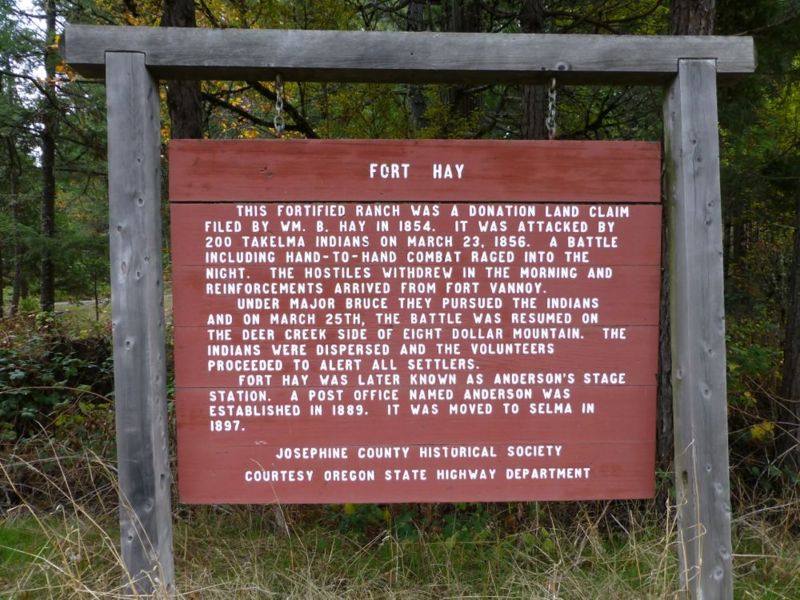 FORT HAY
THIS FORTIFIED RANCH WAS A DONATION LAND CLAIM
FILED BY WM. B. HAY IN 1854. IT WAS ATTACKED BY
200 TAKELMA INDIANS ON MARCH 23, 1856. A BATTLE
INCLUDING HAND-TO-HAND COMBAT RAGED INTO THE
NIGHT. THE HOSTILES WITHDREW IN THE MORNING AND
REINFORCEMENTS ARRIVED FROM FORT VANNOY.
UNDER MAJOR BRUCE THEY PURSUED THE INDIANS
AND ON MARCH 25TH, THE BATTLE WAS RESUMED ON
THE DEER CREEK SIDE OF EIGHT DOLLAR MOUNTAIN. THE
INDIANS WERE DISPERSED AND THE VOLUNTEERS
PROCEEDED TO ALERT ALL SETTLERS.
FORT HAY WAS LATER KNOWN AS ANDERSON'S STAGE
STATION. A POST OFFICE NAMED ANDERSON WAS
ESTABLISHED IN 1889. IT WAS MOVED TO SELMA IN
1897.
JOSEPHINE COUNTY HISTORICAL SOCIETY
COURTESY OREGON STATE HIGHWAY DEPARTMENT